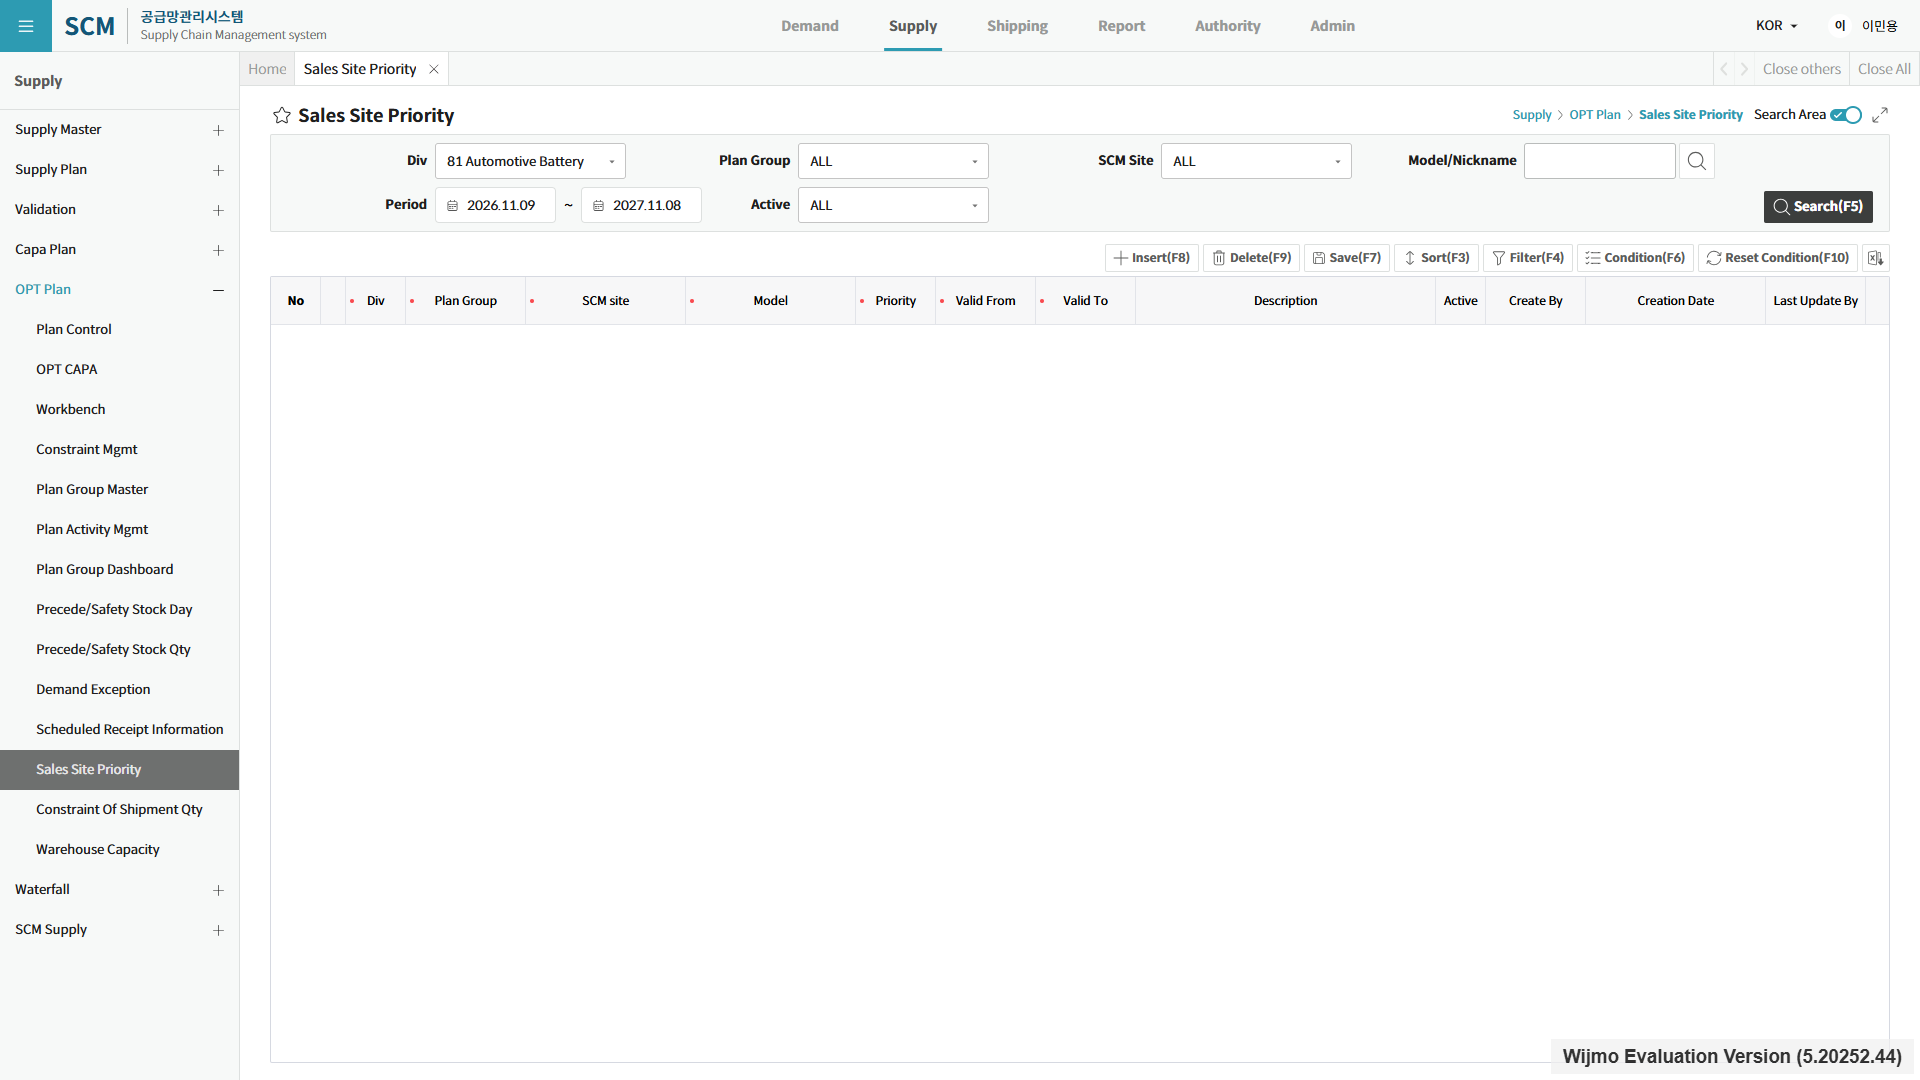 SCM
공급망관리시스템
Supply Chain Management system
Demand
Supply
Shipping
Report
Authority
Admin
KOR
이
이민용
Supply
Home
Sales Site Priority
Close others
Close All
Supply Master
Supply Plan
Validation
Capa Plan
OPT Plan
Plan Control
OPT CAPA
Workbench
Constraint Mgmt
Plan Group Master
Plan Activity Mgmt
Plan Group Dashboard
Precede/Safety Stock Day
Precede/Safety Stock Qty
Demand Exception
Scheduled Receipt Information
Sales Site Priority
Constraint Of Shipment Qty
Warehouse Capacity
Waterfall
SCM Supply
Sales Site Priority
Supply > OPT Plan > Sales Site Priority
Search Area
Div
81 Automotive Battery
Plan Group
ALL
SCM Site
ALL
Model/Nickname
Period
2026.11.09
~
2027.11.08
Active
ALL
Search(F5)
Insert(F8)
Delete(F9)
Save(F7)
Sort(F3)
Filter(F4)
Condition(F6)
Reset Condition(F10)
No
Div
Plan Group
SCM site
Model
Priority
Valid From
Valid To
Description
Active
Create By
Creation Date
Last Update By
Wijmo Evaluation Version (5.20252.44)